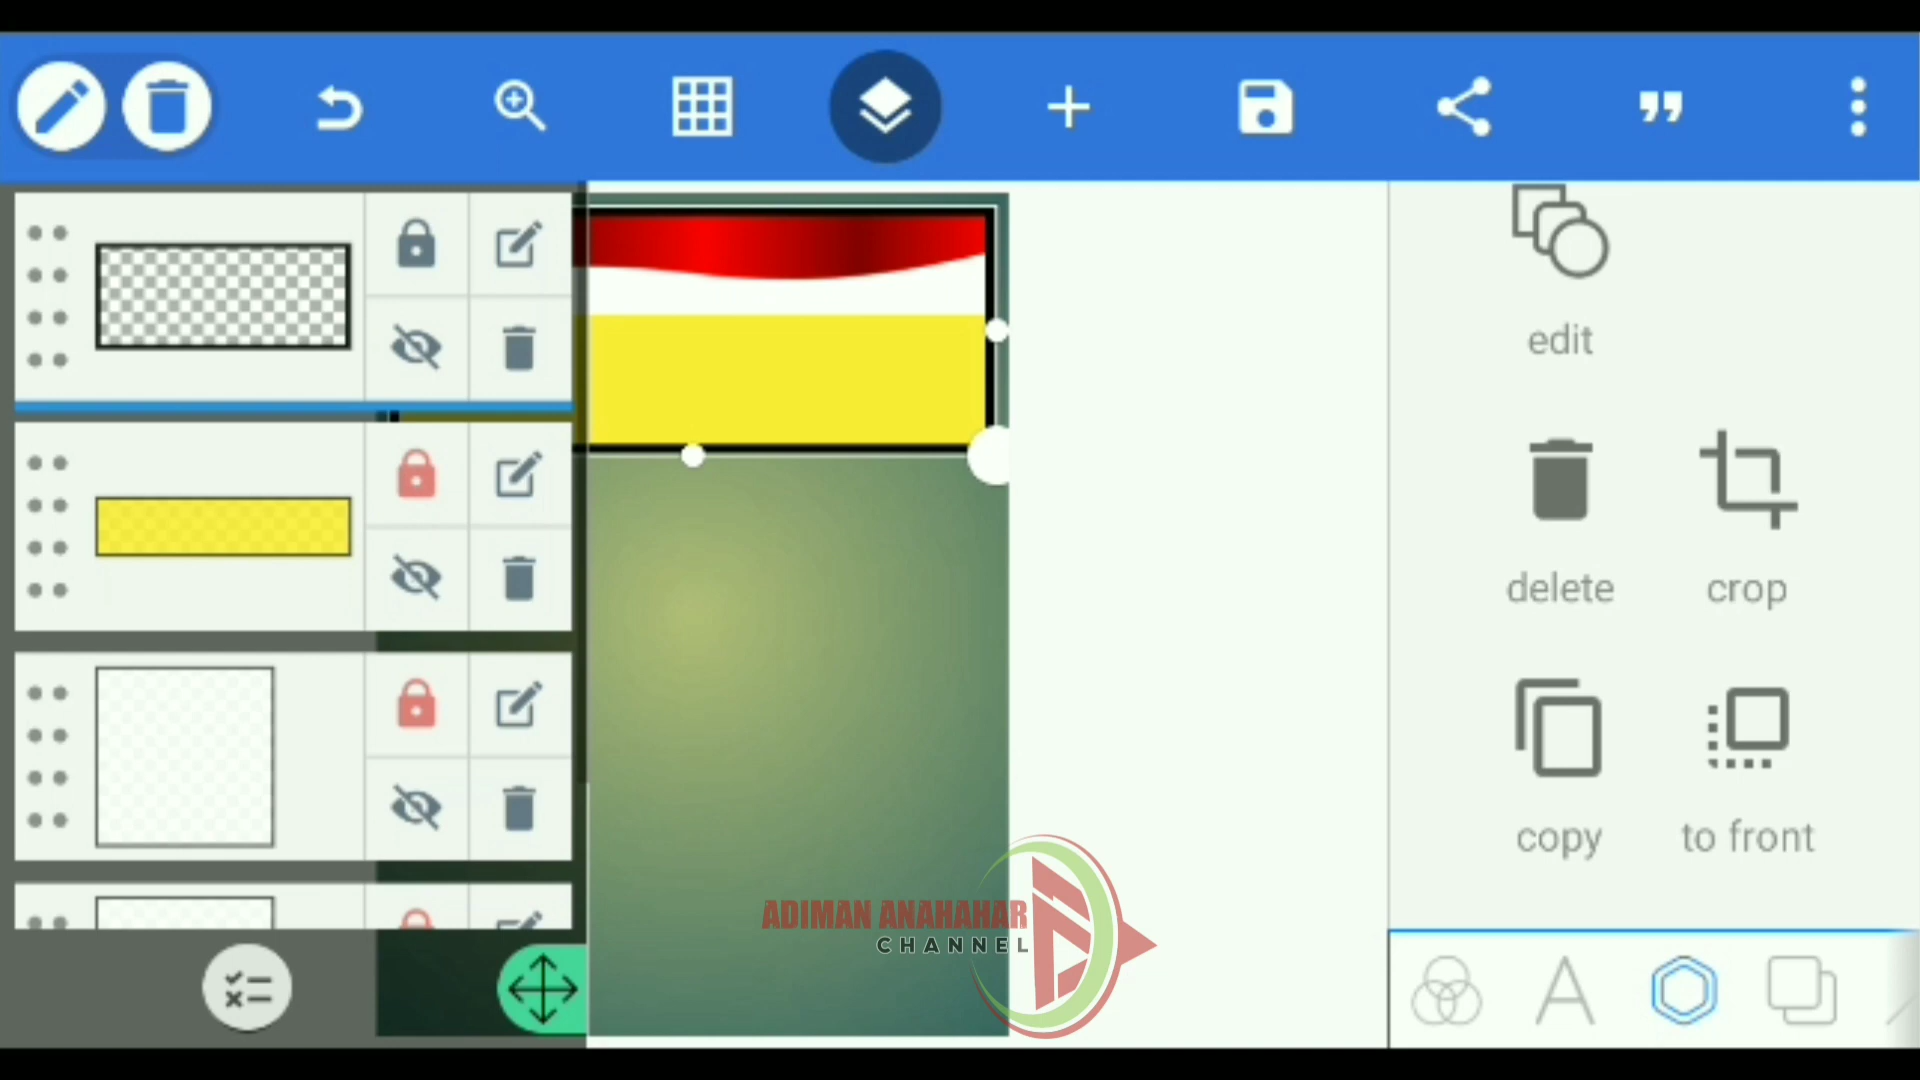 edit
delete
crop
copy
to front
ADIMAN ANAHAHAR
CHANNEL